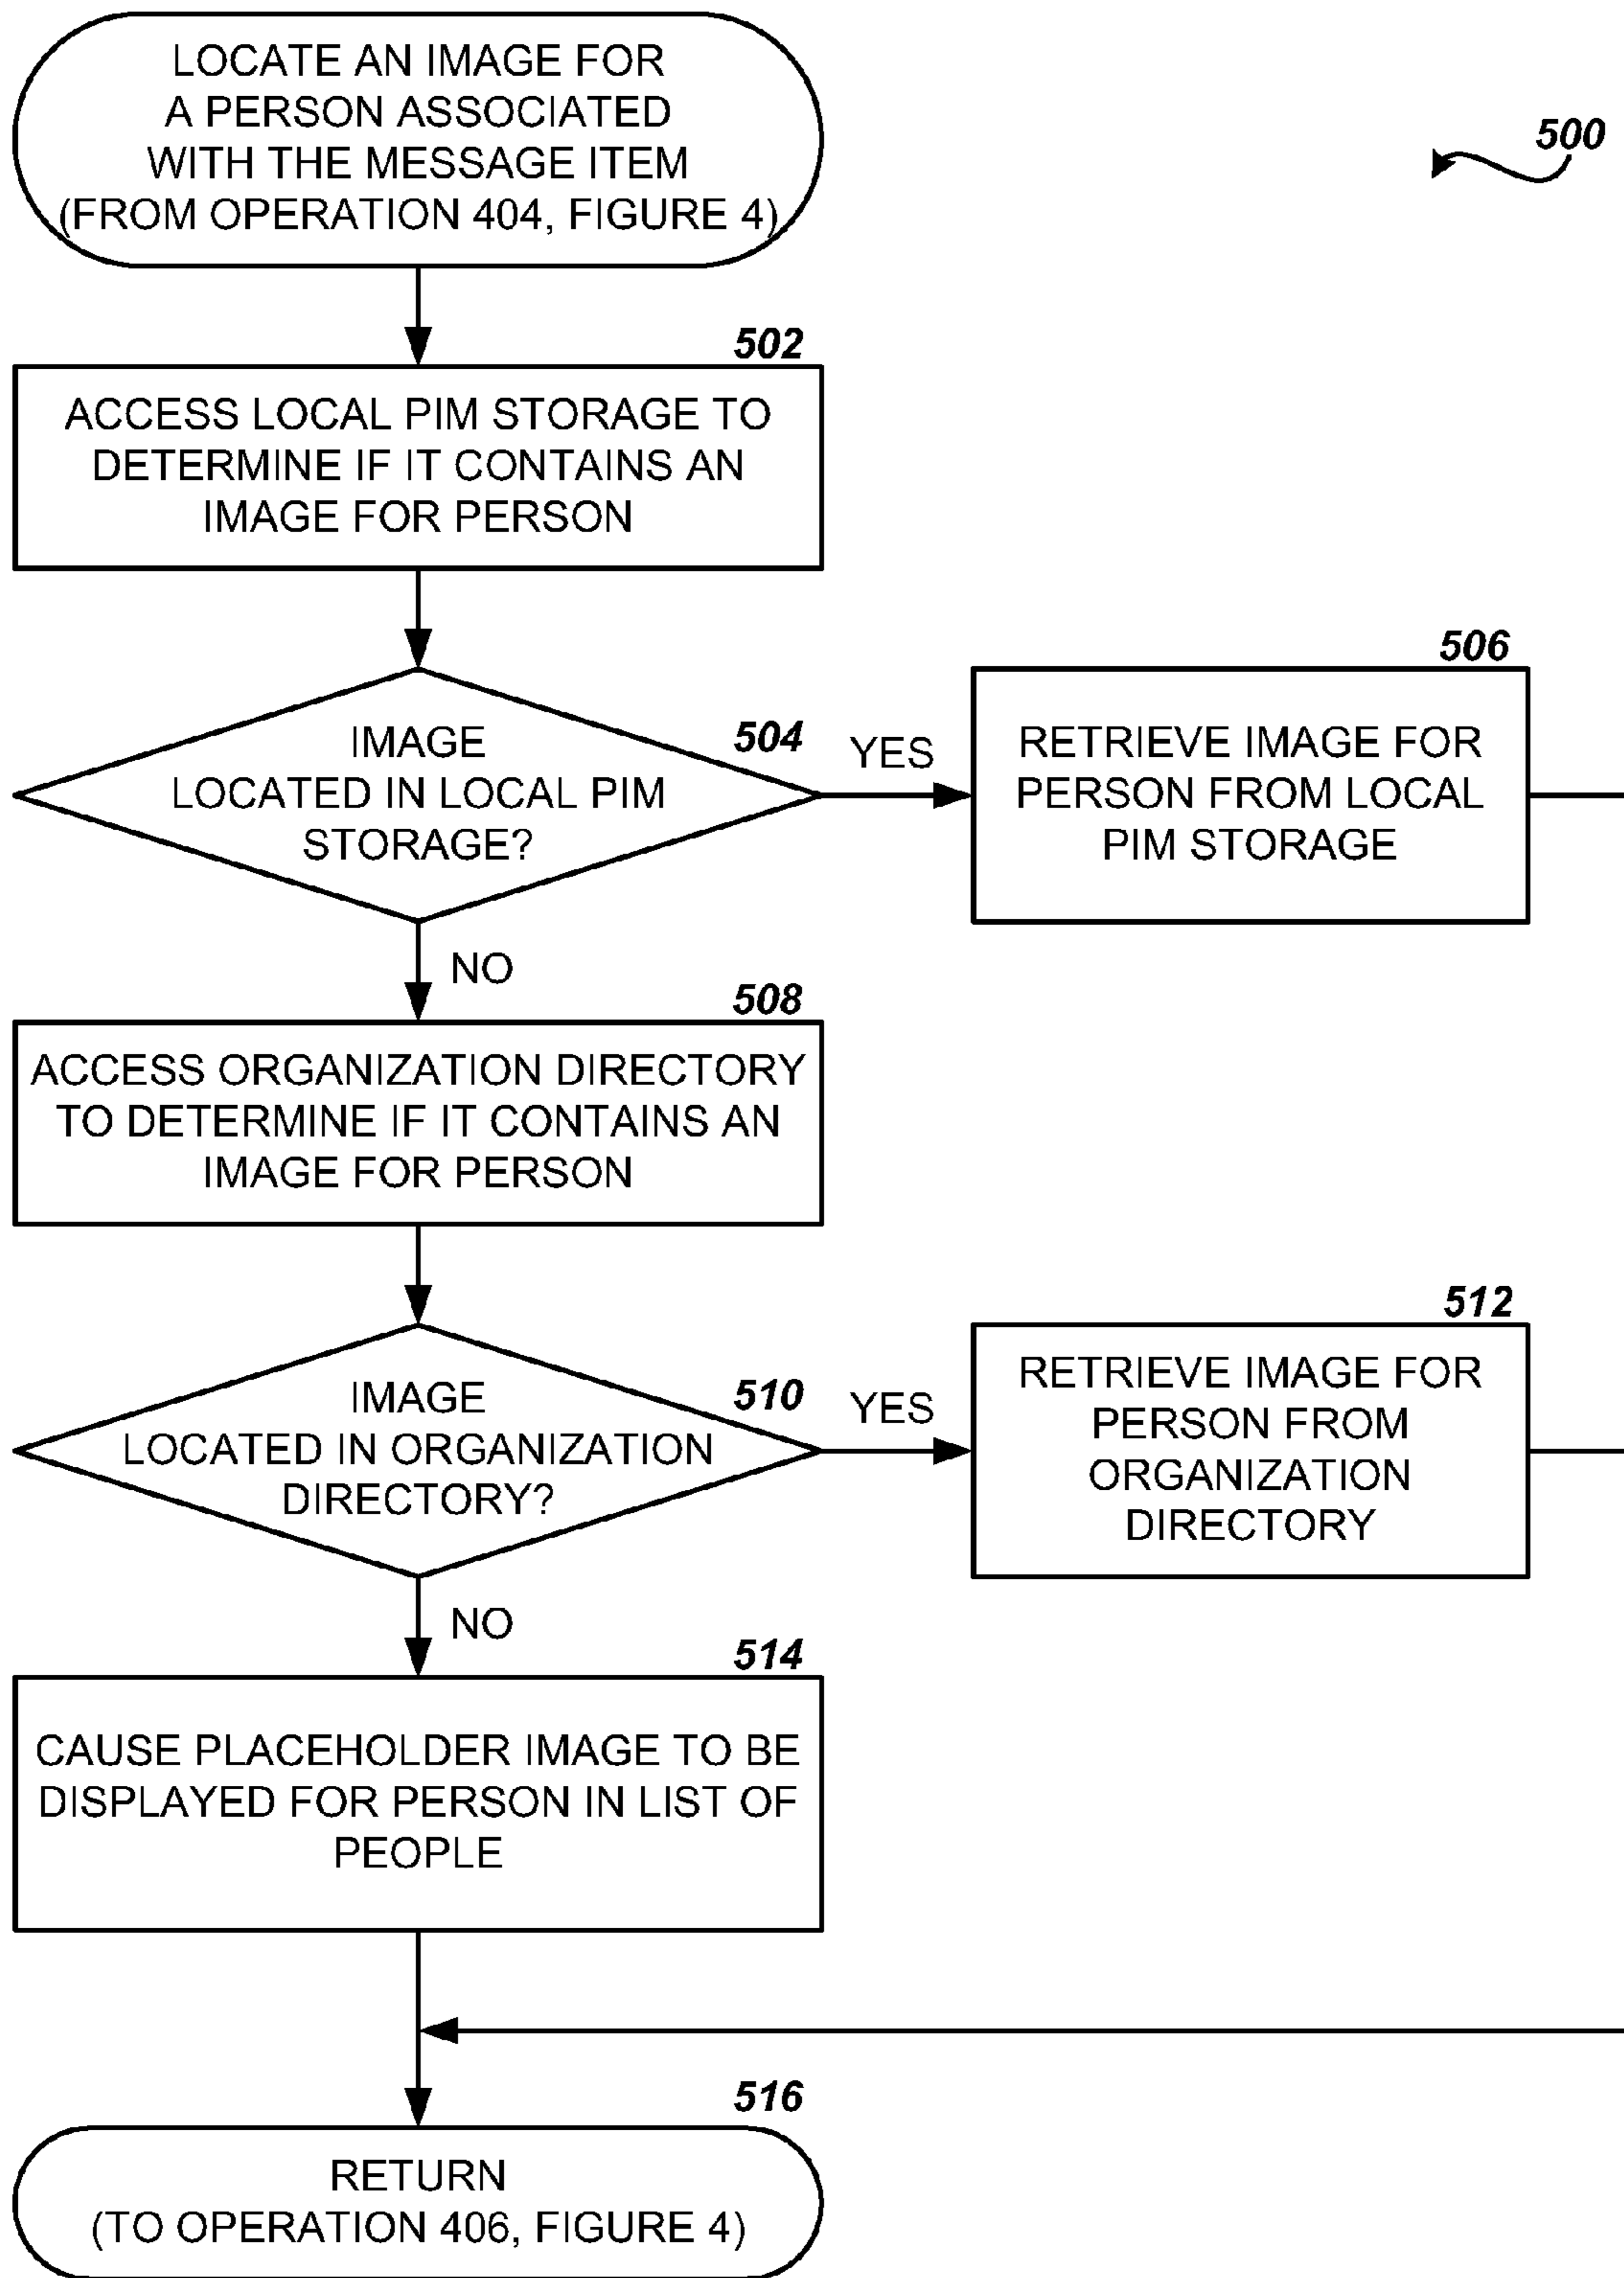 LOCATE AN IMAGE FOR
A PERSON ASSOCIATED
WITH THE MESSAGE ITEM
(FROM OPERATION 404, FIGURE 4)
500
502
ACCESS LOCAL PIM STORAGE TO
DETERMINE IF IT CONTAINS AN
IMAGE FOR PERSON
504
IMAGE
LOCATED IN LOCAL PIM
STORAGE?
YES
506
RETRIEVE IMAGE FOR
PERSON FROM LOCAL
PIM STORAGE
NO
508
ACCESS ORGANIZATION DIRECTORY
TO DETERMINE IF IT CONTAINS AN
IMAGE FOR PERSON
510
IMAGE
LOCATED IN ORGANIZATION
DIRECTORY?
YES
512
RETRIEVE IMAGE FOR
PERSON FROM
ORGANIZATION
DIRECTORY
NO
514
CAUSE PLACEHOLDER IMAGE TO BE
DISPLAYED FOR PERSON IN LIST OF
PEOPLE
516
RETURN
(TO OPERATION 406, FIGURE 4)